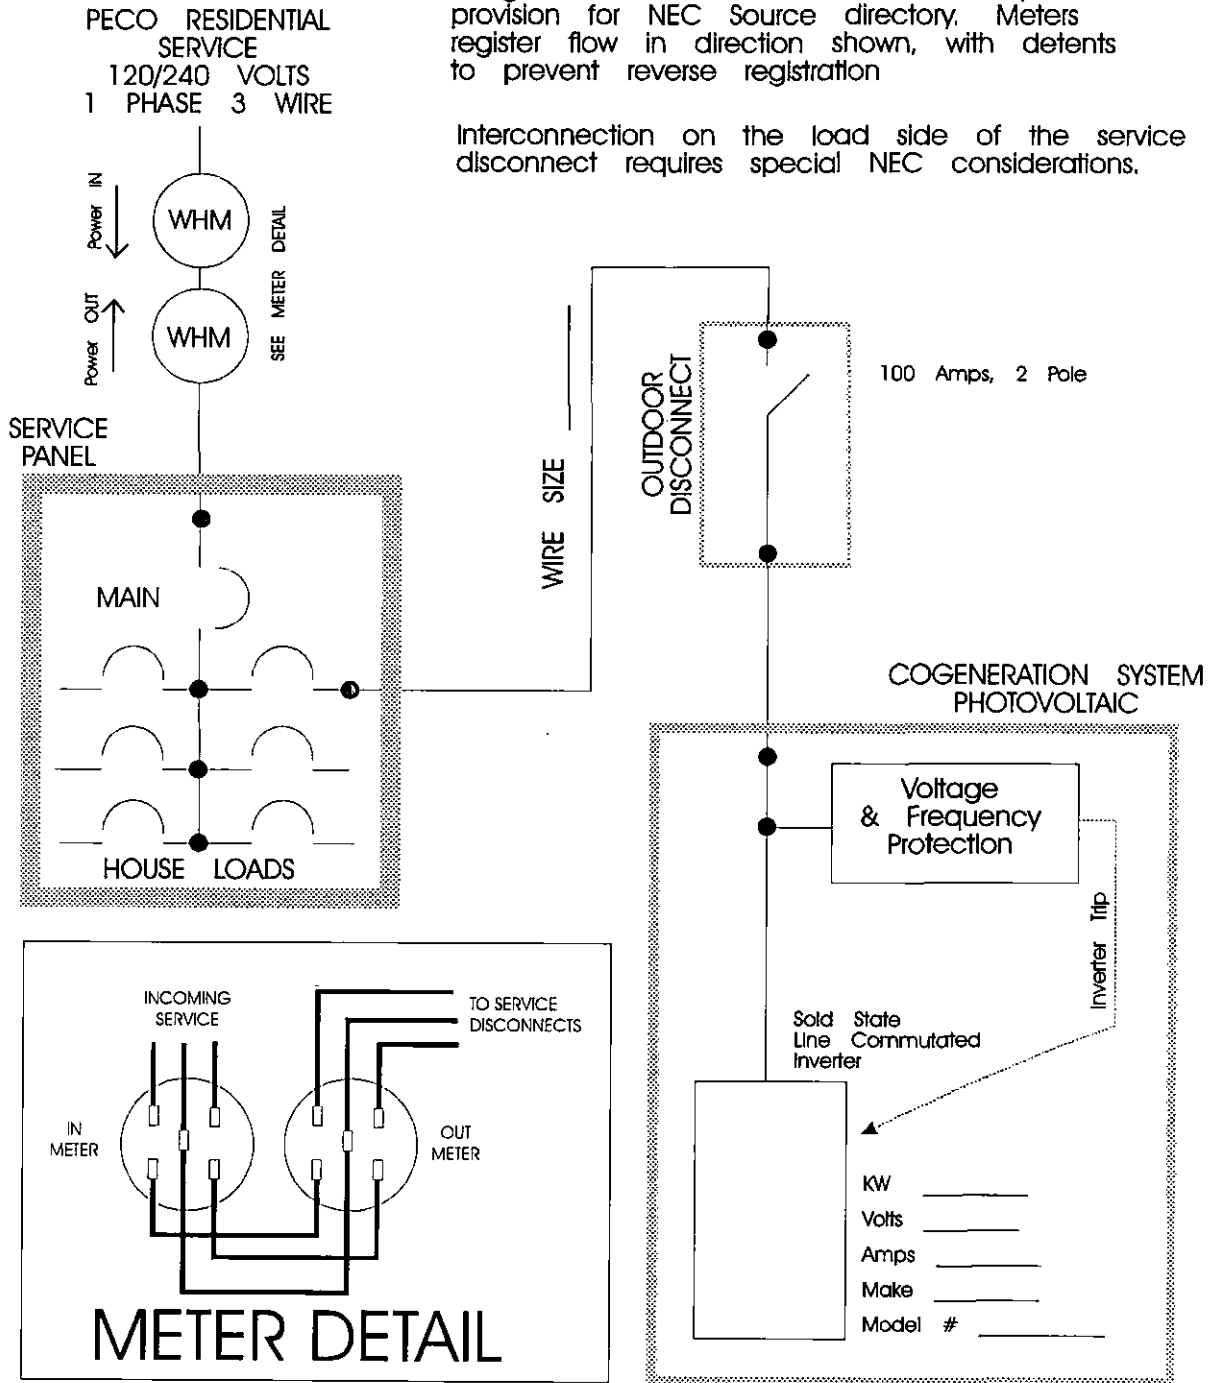 PECO RESIDENTIAL
SERVICE
120/240 VOLTS
1 PHASE 3 WIRE
provision for NEC Source directory. Meters
register flow in direction shown, with detents
to prevent reverse registration
Interconnection on the load side of the service
disconnect requires special NEC considerations.
Power IN
WHM
Power OUT
WHM
SEE METER DETAIL
SERVICE
PANEL
MAIN
HOUSE LOADS
WIRE SIZE
OUTDOOR
DISCONNECT
100 Amps, 2 Pole
COGENERATION SYSTEM
PHOTOVOLTAIC
Voltage
& Frequency
Protection
Inverter Trip
Sold State
Line Commutated
Inverter
KW
Volts
Amps
Make
Model #
INCOMING
SERVICE
TO SERVICE
DISCONNECTS
IN
METER
OUT
METER
METER DETAIL